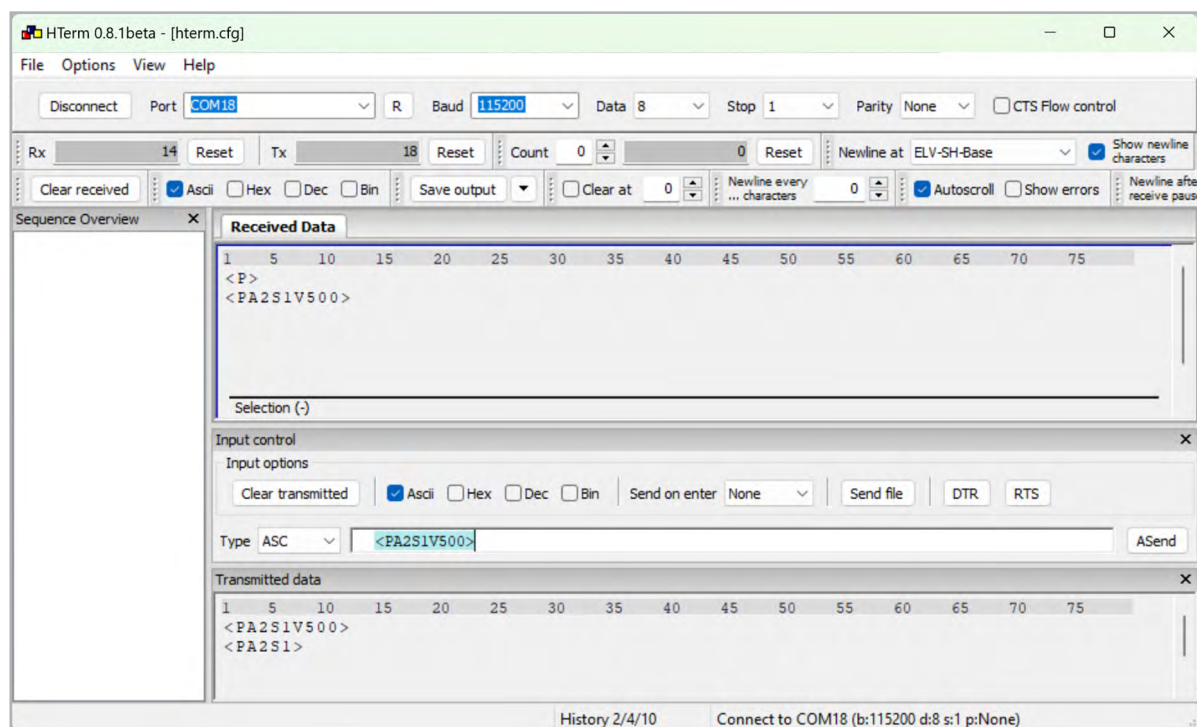 HTerm 0.8.1beta - [hterm.cfg]
File Options View Help
Disconnect Port COM18 R Baud 115200 Data 8 Stop 1 Parity None CTS Flow control
Rx 14 Reset Tx 18 Reset Count 0 0 Reset Newline at ELV-SH-Base Show newline
characters
Clear received Ascii Hex Dec Bin Save output Clear at 0 Newline every
... characters 0 Autoscroll Show errors Newline afte
receive paus
Sequence Overview
Received Data
1 5 10 15 20 25 30 35 40 45 50 55 60 65 70 75
<P>
<PA2S1V500>
Selection (-)
Input control
Input options
Clear transmitted Ascii Hex Dec Bin Send on enter None Send file DTR RTS
Type ASC <PA2S1V500> ASend
Transmitted data
1 5 10 15 20 25 30 35 40 45 50 55 60 65 70 75
<PA2S1V500>
<PA2S1>
History 2/4/10 Connect to COM18 (b:115200 d:8 s:1 p:None)